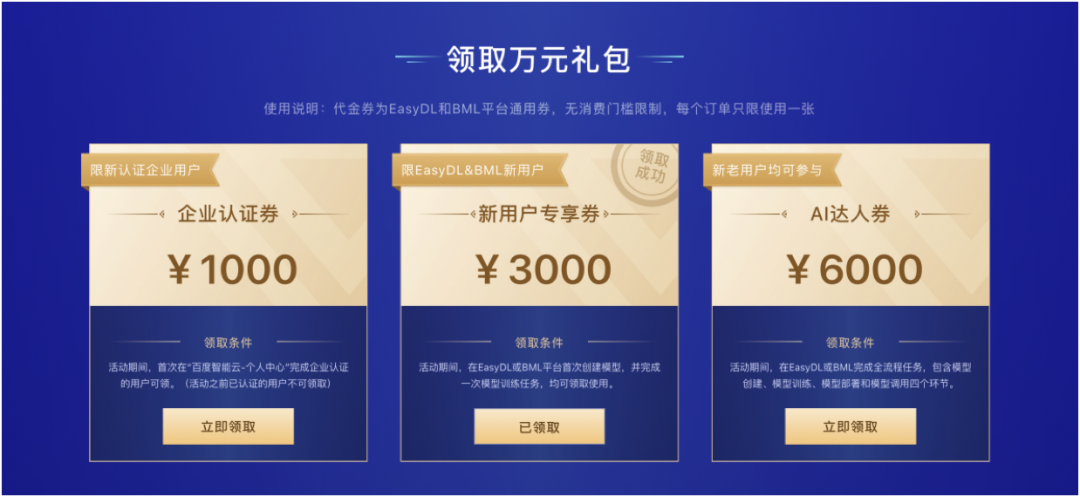 领取万元礼包
使用说明：代金券为EasyDL和BML平台通用券，无消费门槛限制，每个订单只限使用一张
限新认证企业用户
企业认证券
￥1000
领取条件
活动期间，首次在“百度智能云-个人中心”完成企业认证
的用户可领。（活动之前已认证的用户不可领取）
立即领取
限EasyDL&BML新用户
领取
成功
新用户专享券
￥3000
领取条件
活动期间，在EasyDL或BML平台首次创建模型，并完成
一次模型训练任务，均可领取使用。
已领取
新老用户均可参与
AI达人券
￥6000
领取条件
活动期间，在EasyDL或BML完成全流程任务，包含模型
创建、模型训练、模型部署和模型调用四个环节。
立即领取